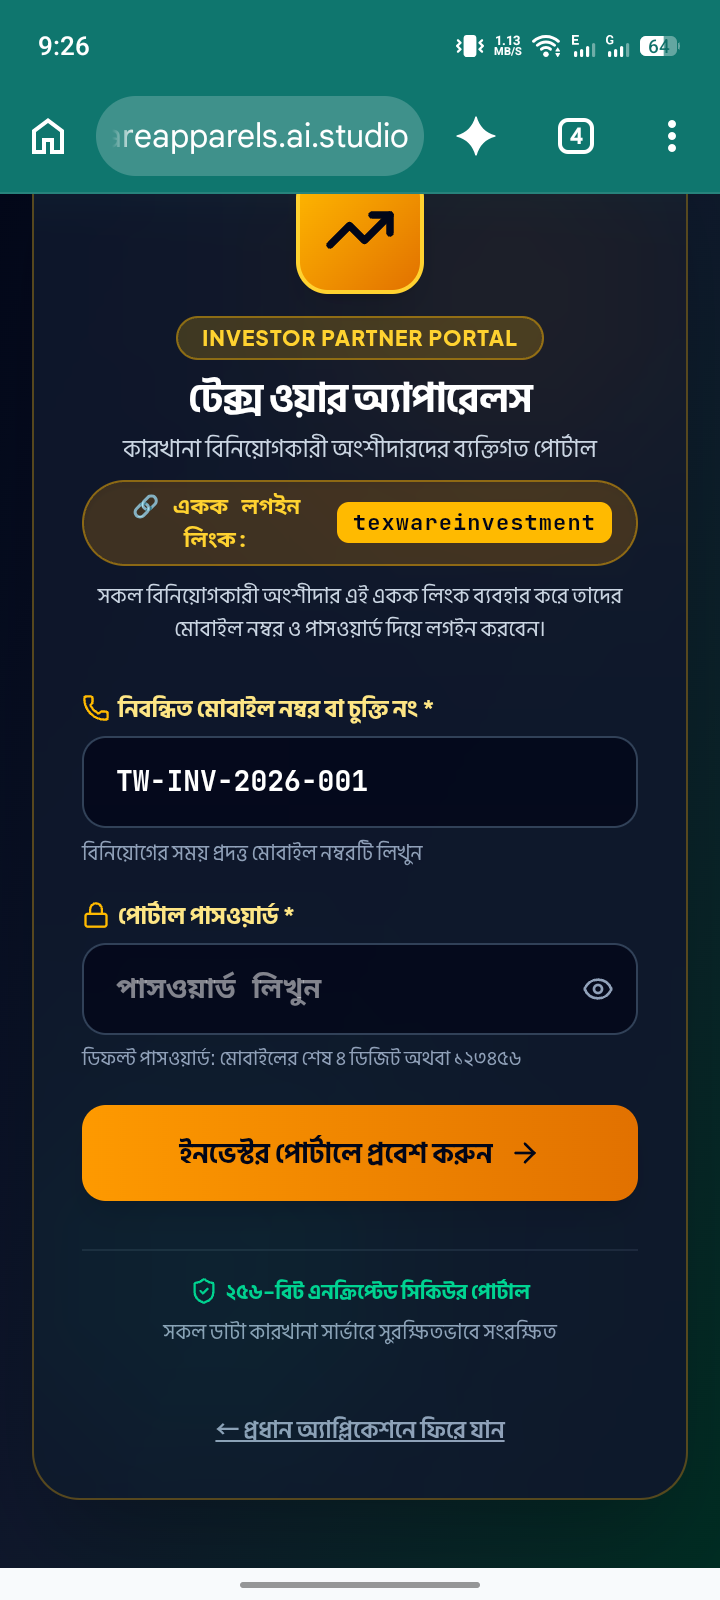 9:26
1.13 MB/S
E
G
64
areapparels.ai.studio
4
INVESTOR PARTNER PORTAL
টেক্স ওয়্যার অ্যাপারেলস
কারখানা বিনিয়োগকারী অংশীদারদের ব্যক্তিগত পোর্টাল
🔗 একক লগইন
লিংক:
texwareinvestment
সকল বিনিয়োগকারী অংশীদার এই একক লিংক ব্যবহার করে তাদের
মোবাইল নম্বর ও পাসওয়ার্ড দিয়ে লগইন করবেন।
নিবন্ধিত মোবাইল নম্বর বা চুক্তি নং *
TW-INV-2026-001
বিনিয়োগের সময় প্রদত্ত মোবাইল নম্বরটি লিখুন
পোর্টাল পাসওয়ার্ড *
পাসওয়ার্ড লিখুন
ডিফল্ট পাসওয়ার্ড: মোবাইলের শেষ ৪ ডিজিট অথবা ১২৩৪৫৬
ইনভেস্টর পোর্টালে প্রবেশ করুন →
২৫৬-বিট এনক্রিপ্টেড সিকিউর পোর্টাল
সকল ডাটা কারখানা সার্ভারে সুরক্ষিতভাবে সংরক্ষিত
← প্রধান অ্যাপ্লিকেশনে ফিরে যান